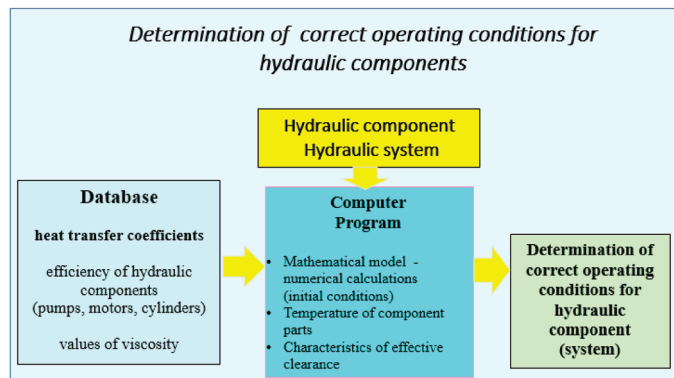 Determination of correct operating conditions for
hydraulic components
Hydraulic component
Hydraulic system
Database
heat transfer coefficients
efficiency of hydraulic
components
(pumps, motors, cylinders)
values of viscosity
Computer
Program
• Mathematical model -
numerical calculations
(initial conditions)
• Temperature of component
parts
• Characteristics of effective
clearance
Determination of
correct operating
conditions for
hydraulic
component
(system)